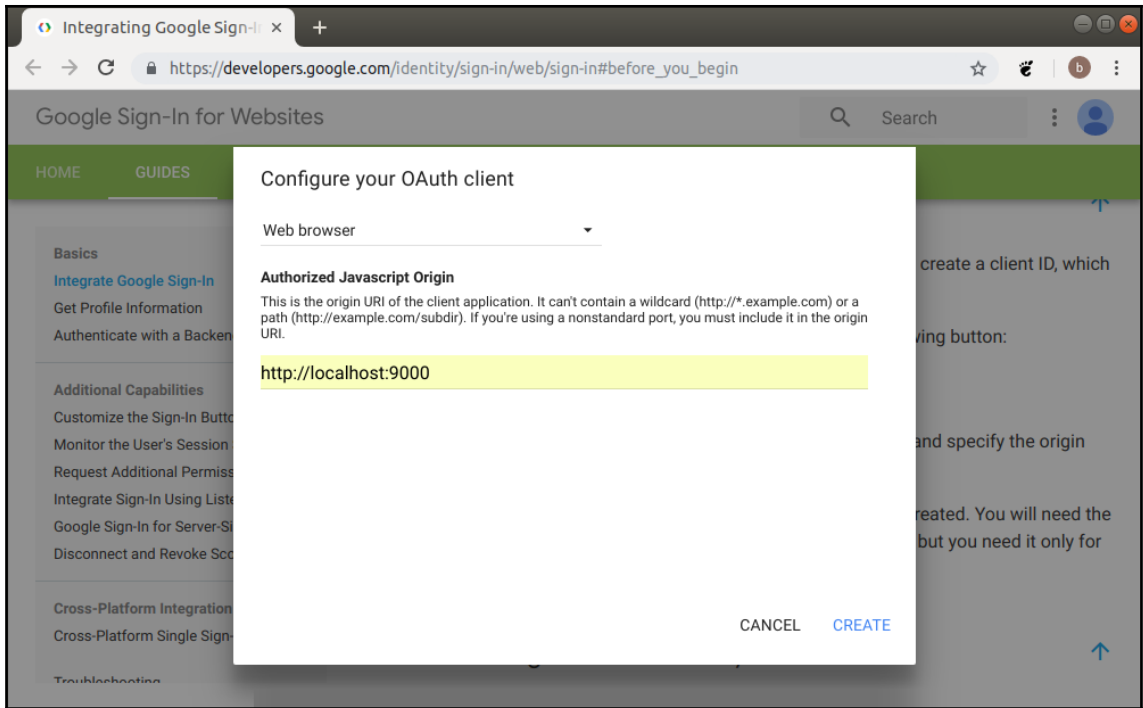 Integrating Google Sign-In
https://developers.google.com/identity/sign-in/web/sign-in#before_you_begin
b
Google Sign-In for Websites
Search
HOME
GUIDES
Basics
Integrate Google Sign-In
Get Profile Information
Authenticate with a Backen
Additional Capabilities
Customize the Sign-In Butto
Monitor the User's Session
Request Additional Permiss
Integrate Sign-In Using Liste
Google Sign-In for Server-Si
Disconnect and Revoke Sco
Cross-Platform Integration
Cross-Platform Single Sign-
Troubleshooting
Configure your OAuth client
Web browser
Authorized Javascript Origin
This is the origin URI of the client application. It can't contain a wildcard (http://*.example.com) or a
path (http://example.com/subdir). If you're using a nonstandard port, you must include it in the origin
URI.
http://localhost:9000
CANCEL
CREATE
create a client ID, which
ving button:
and specify the origin
reated. You will need the
but you need it only for